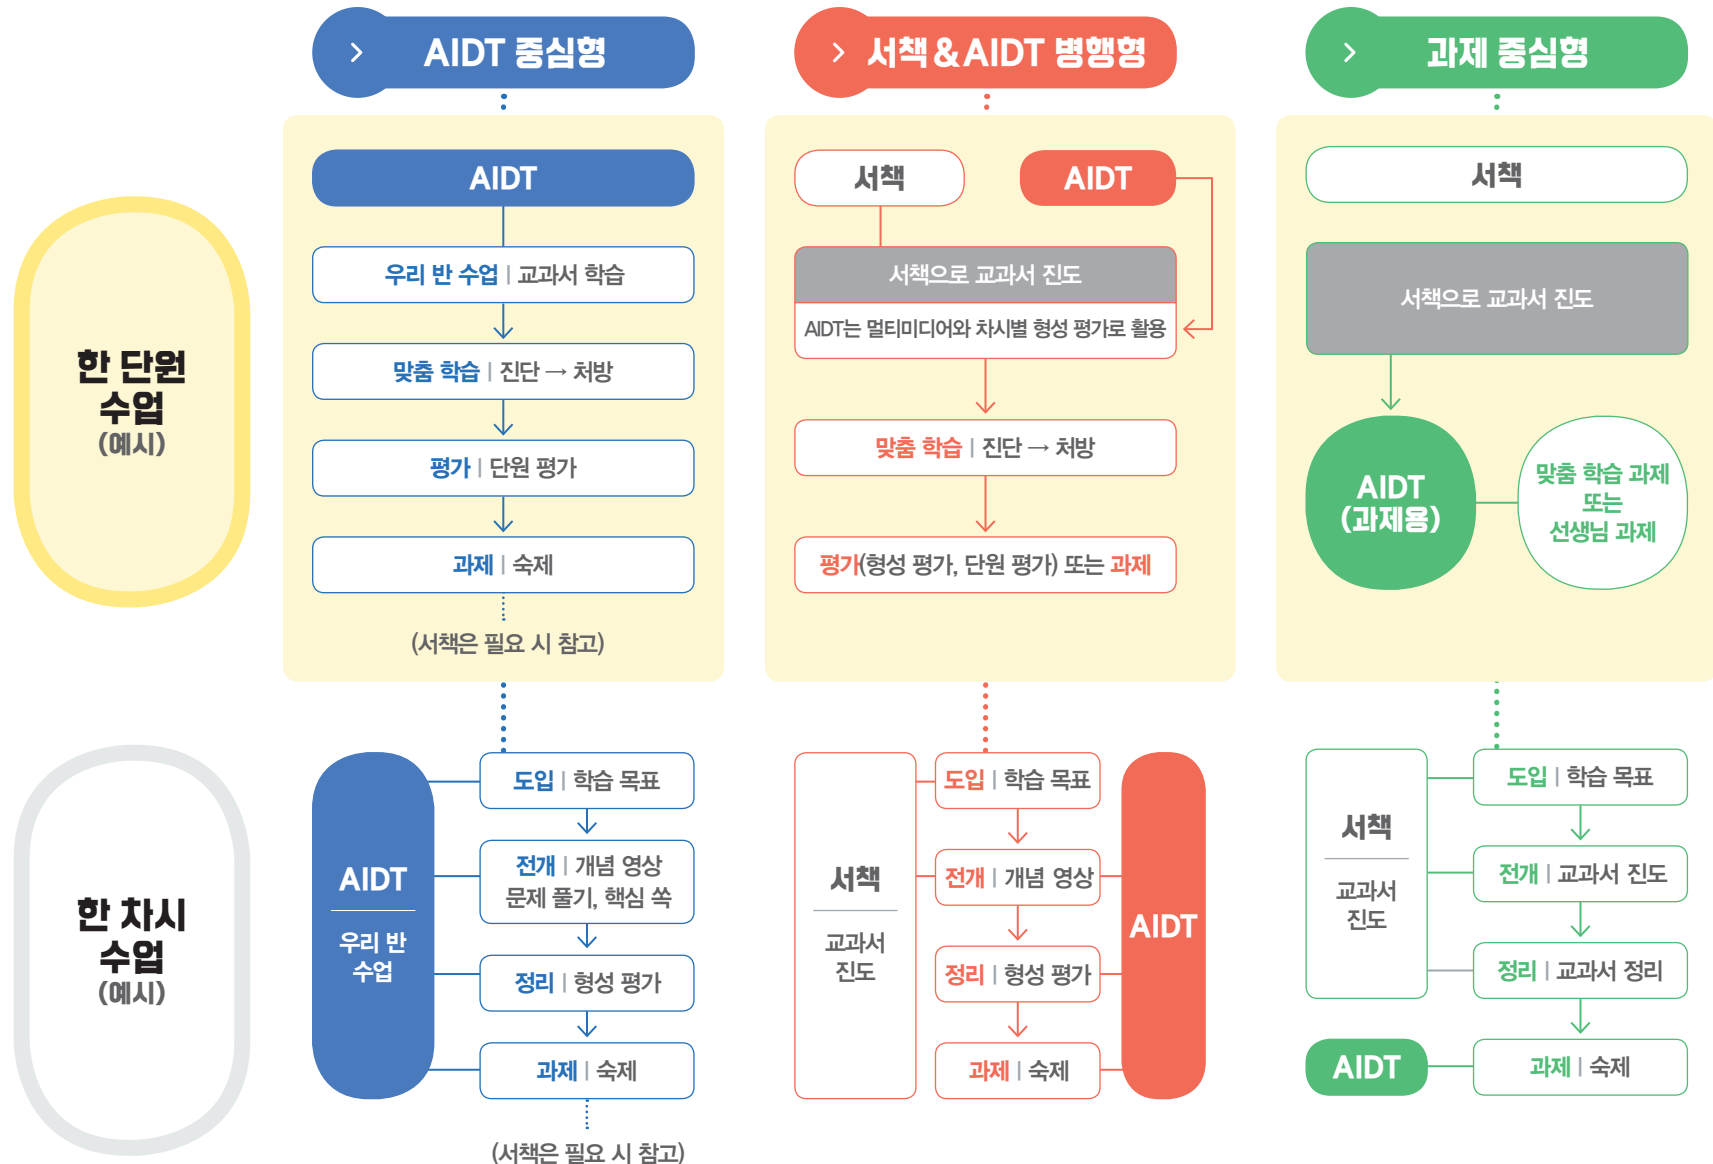 AIDT 중심형
서책 & AIDT 병행형
과제 중심형
한 단원
수업
(예시)
AIDT
우리 반 수업 | 교과서 학습
맞춤 학습 | 진단 → 처방
평가 | 단원 평가
과제 | 숙제
(서책은 필요 시 참고)
서책
AIDT
서책으로 교과서 진도
AIDT는 멀티미디어와 차시별 형성 평가로 활용
맞춤 학습 | 진단 → 처방
평가(형성 평가, 단원 평가) 또는 과제
서책
서책으로 교과서 진도
AIDT
(과제용)
맞춤 학습 과제
또는
선생님 과제
한 차시
수업
(예시)
AIDT
우리 반
수업
도입 | 학습 목표
전개 | 개념 영상
문제 풀기, 핵심 쏙
정리 | 형성 평가
과제 | 숙제
(서책은 필요 시 참고)
서책
교과서
진도
도입 | 학습 목표
전개 | 개념 영상
정리 | 형성 평가
과제 | 숙제
AIDT
서책
교과서
진도
도입 | 학습 목표
전개 | 교과서 진도
정리 | 교과서 정리
AIDT
과제 | 숙제